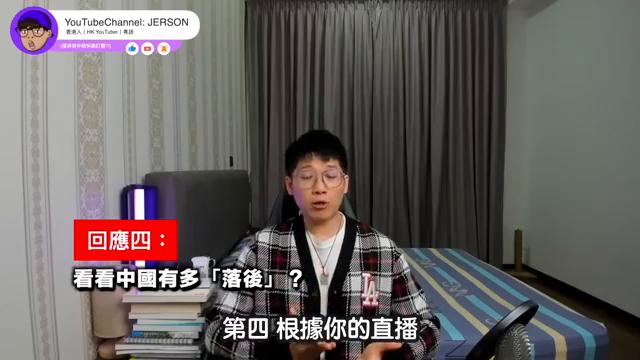 YouTubeChannel: JERSON
香港人｜HK YouTuber｜粵語
回應四：
看看中國有多「落後」？
第四 根據你的直播
LA